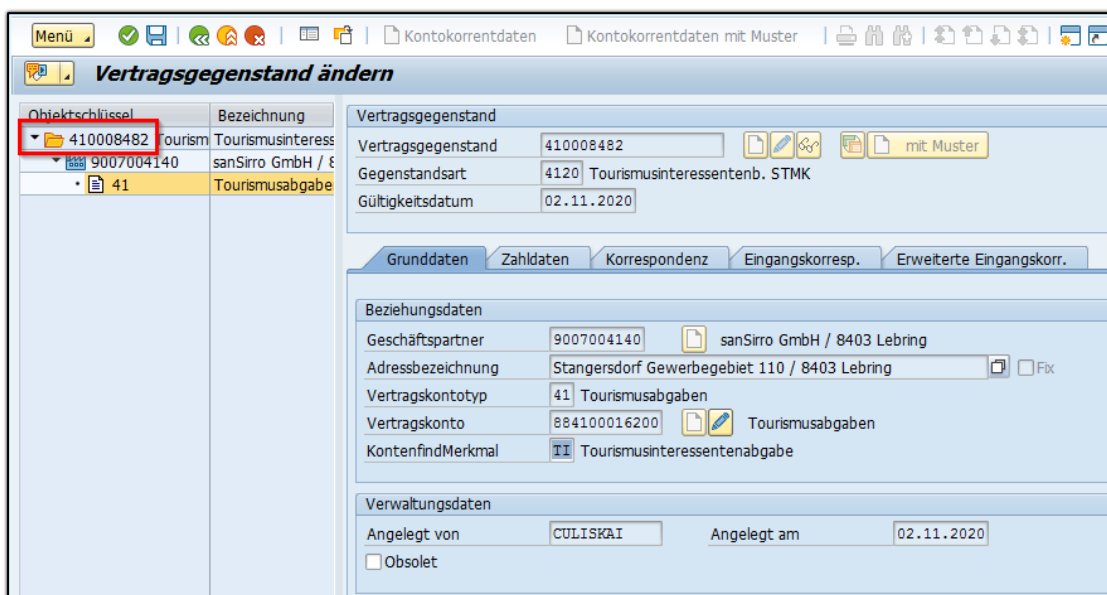 Menü Kontokorrentdaten Kontokorrentdaten mit Muster
Vertragsgegenstand ändern
Objektschlüssel Bezeichnung
410008482 Tourism Tourismusinteress
9007004140 sanSirro GmbH / 8
41 Tourismusabgabe
Vertragsgegenstand
Vertragsgegenstand 410008482 mit Muster
Gegenstandsart 4120 Tourismusinteressentenb. STMK
Gültigkeitsdatum 02.11.2020
Grunddaten Zahldaten Korrespondenz Eingangskorresp. Erweiterte Eingangskorr.
Beziehungsdaten
Geschäftspartner 9007004140 sanSirro GmbH / 8403 Lebring
Adressbezeichnung Stangersdorf Gewerbegebiet 110 / 8403 Lebring Fix
Vertragskontotyp 41 Tourismusabgaben
Vertragskonto 884100016200 Tourismusabgaben
KontenfindMerkmal TI Tourismusinteressentenabgabe
Verwaltungsdaten
Angelegt von CULISKAI Angelegt am 02.11.2020
Obsolet